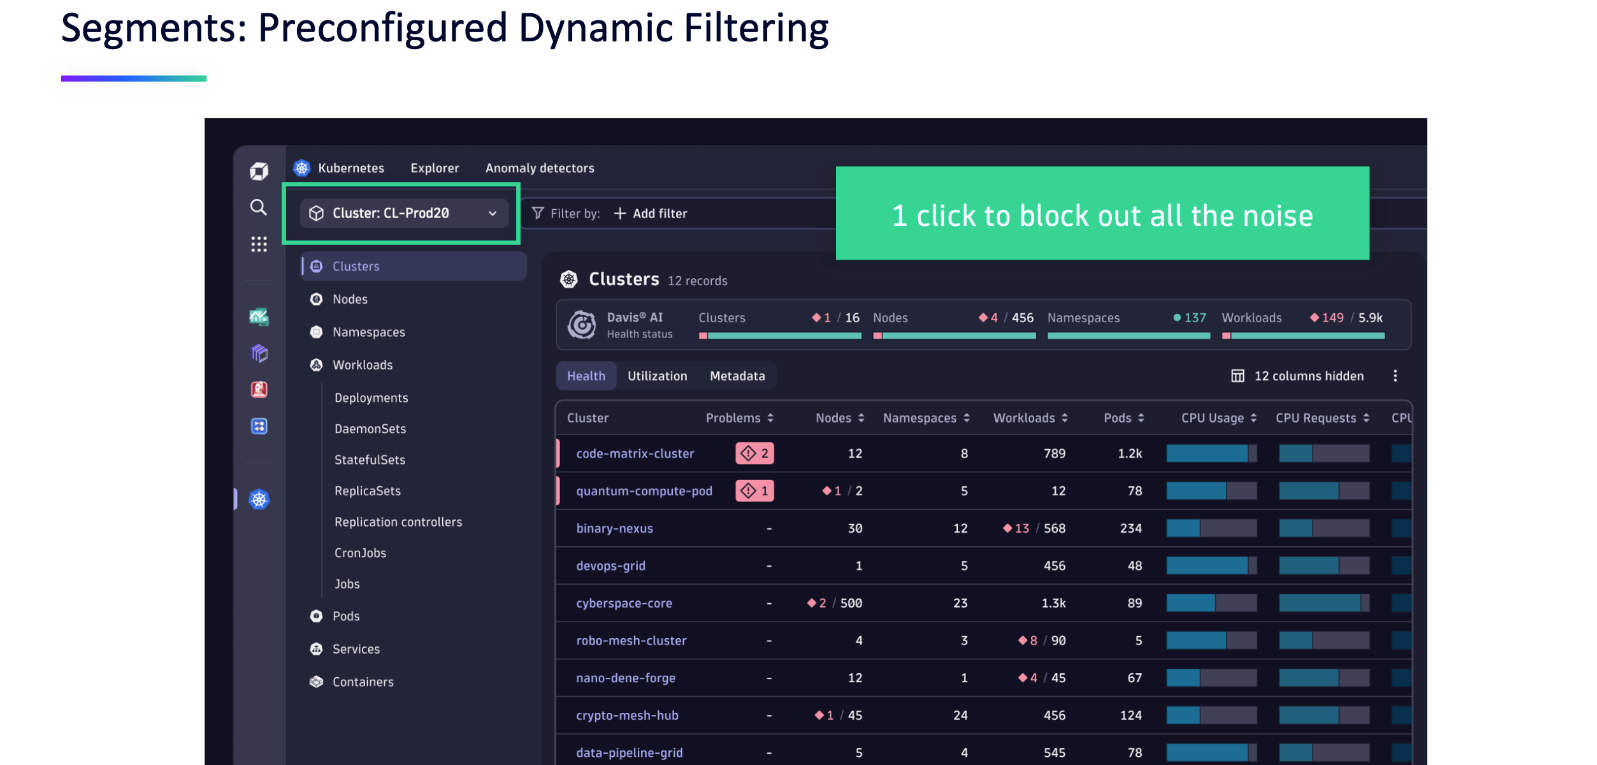 Segments: Preconfigured Dynamic Filtering
Kubernetes Explorer Anomaly detectors
Cluster: CL-Prod20
Filter by: Add filter
1 click to block out all the noise
Clusters
Nodes
Namespaces
Workloads
Deployments
DaemonSets
StatefulSets
ReplicaSets
Replication controllers
CronJobs
Jobs
Pods
Services
Containers
Clusters 12 records
Davis® AI
Health status
Clusters 1 / 16 Nodes 4 / 456 Namespaces 137 Workloads 149 / 5.9k
Health Utilization Metadata 12 columns hidden
Cluster Problems Nodes Namespaces Workloads Pods CPU Usage CPU Requests CPU
code-matrix-cluster 2 12 8 789 1.2k
quantum-compute-pod 1 1 / 2 5 12 78
binary-nexus - 30 12 13 / 568 234
devops-grid - 1 5 456 48
cyberspace-core - 2 / 500 23 1.3k 89
robo-mesh-cluster - 4 3 8 / 90 5
nano-dene-forge - 12 1 4 / 45 67
crypto-mesh-hub - 1 / 45 24 456 124
data-pipeline-grid - 5 4 545 78